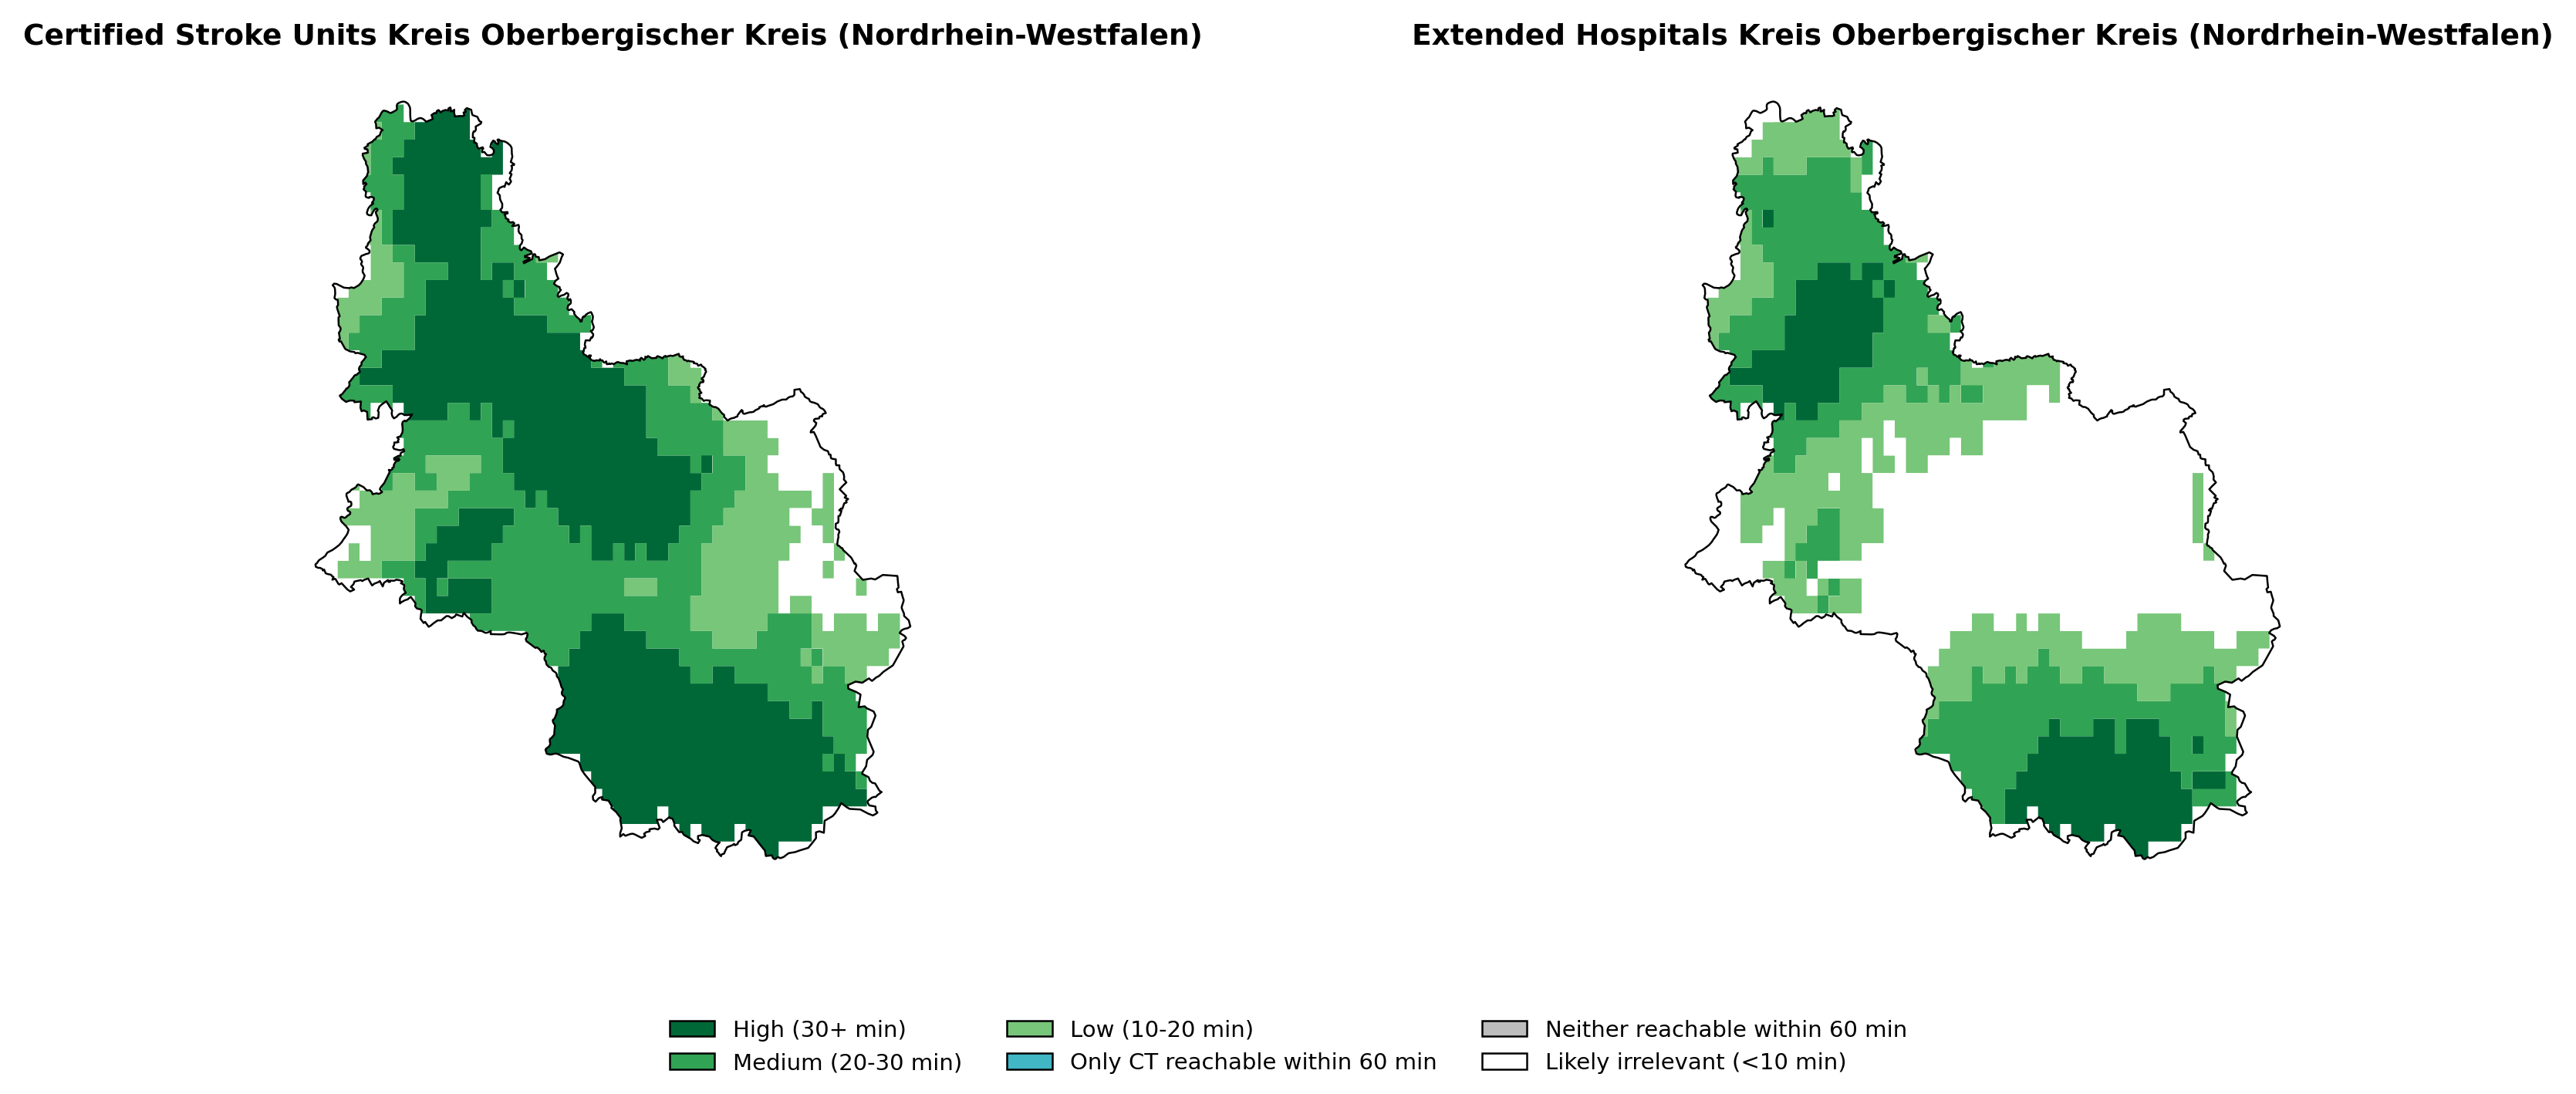 Certified Stroke Units Kreis Oberbergischer Kreis (Nordrhein-Westfalen)
Extended Hospitals Kreis Oberbergischer Kreis (Nordrhein-Westfalen)
High (30+ min)
Medium (20-30 min)
Low (10-20 min)
Only CT reachable within 60 min
Neither reachable within 60 min
Likely irrelevant (<10 min)